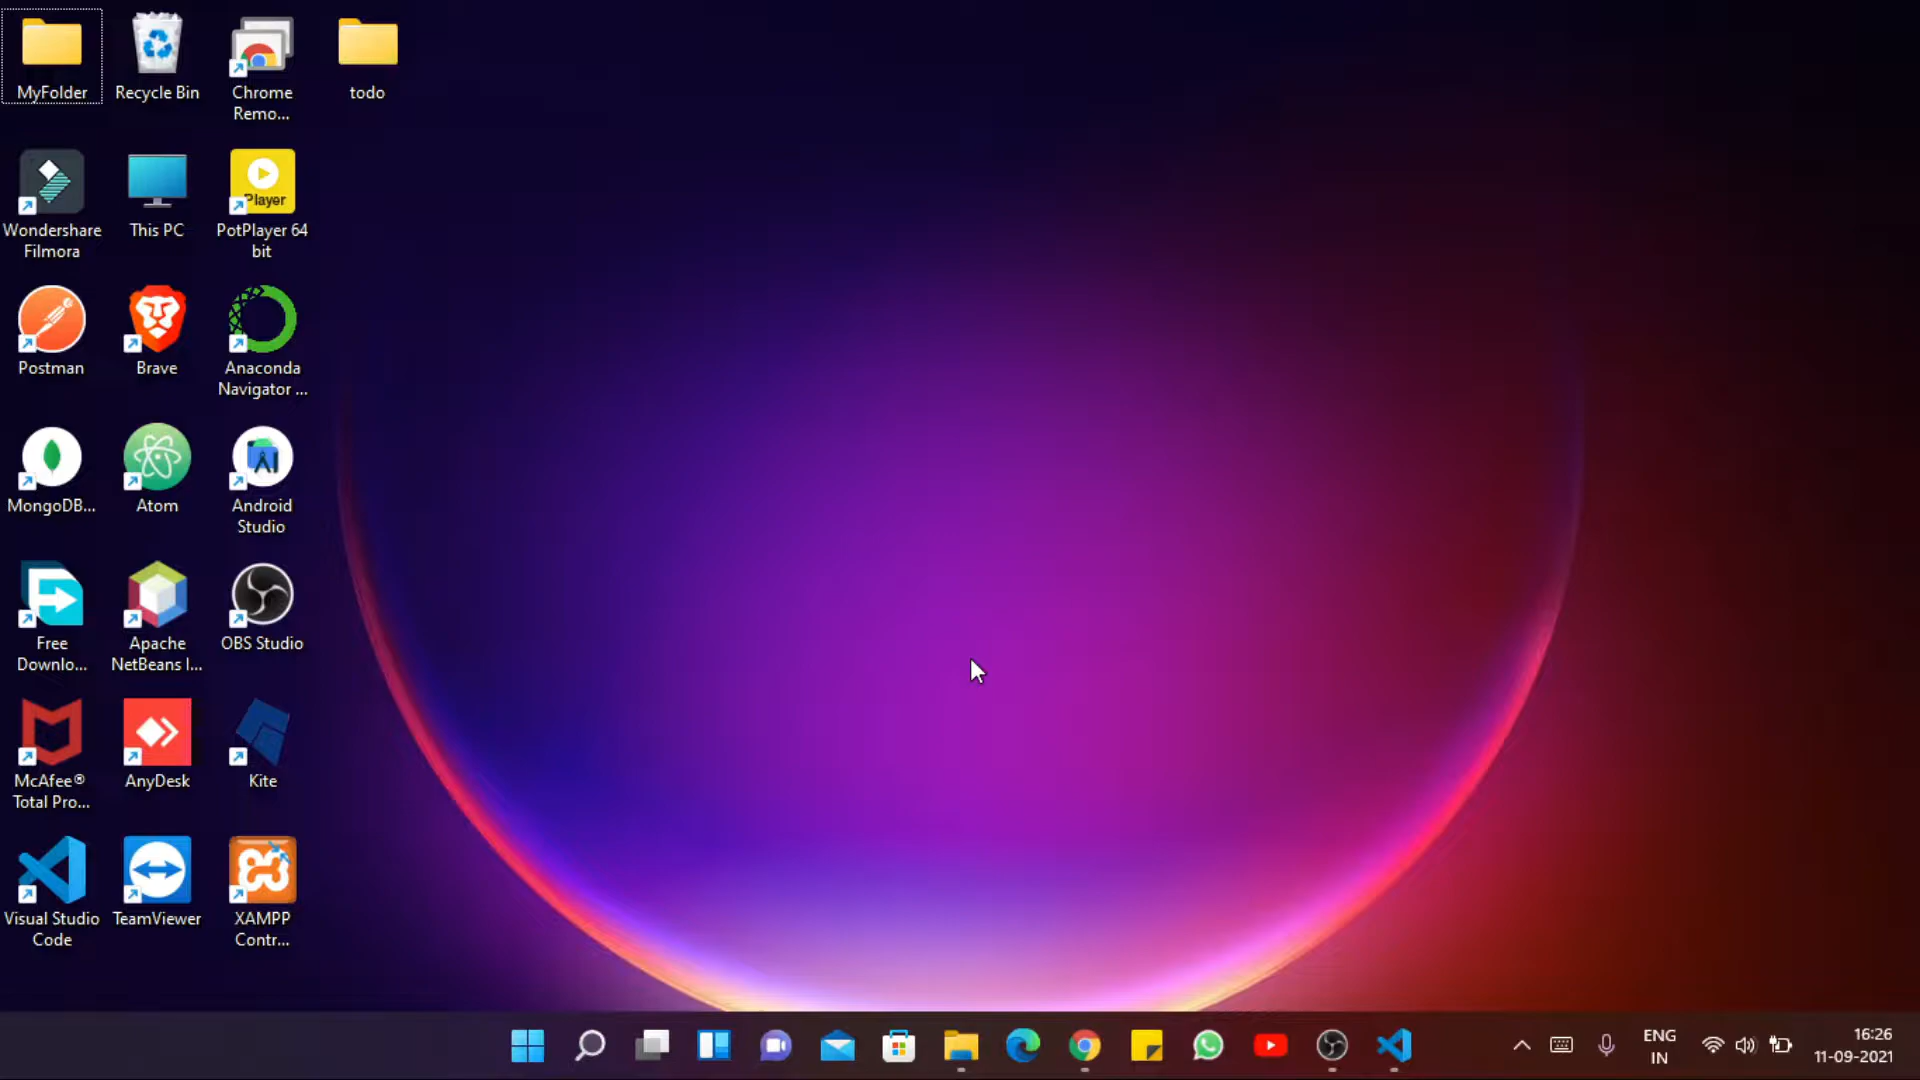 MyFolder
Recycle Bin
Chrome
Remo...
todo
Wondershare
Filmora
This PC
Player
PotPlayer 64
bit
Postman
Brave
Anaconda
Navigator ...
MongoDB...
Atom
Android
Studio
Free
Downlo...
Apache
NetBeans I...
OBS Studio
McAfee®
Total Pro...
AnyDesk
Kite
Visual Studio
Code
TeamViewer
XAMPP
Contr...
ENG
IN
16:26
11-09-2021